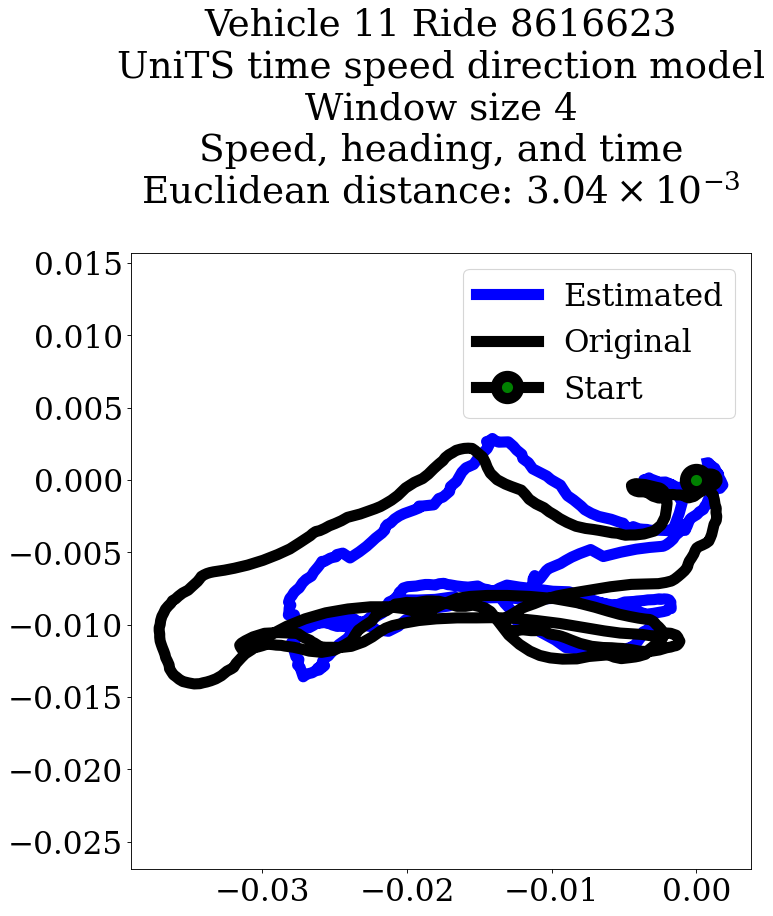 Vehicle 11 Ride 8616623
UniTS time speed direction model
Window size 4
Speed, heading, and time
Euclidean distance: 3.04 × 10⁻³
Estimated
Original
Start
0.015
0.010
0.005
0.000
−0.005
−0.010
−0.015
−0.020
−0.025
−0.03 −0.02 −0.01 0.00